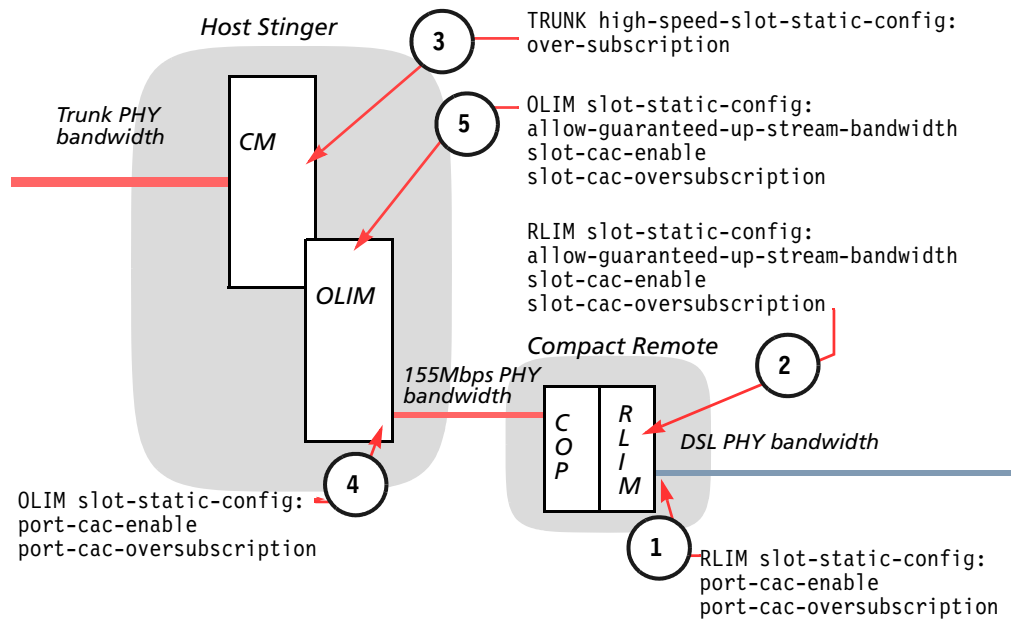 Host Stinger
3
TRUNK high-speed-slot-static-config:
over-subscription
Trunk PHY
bandwidth
CM
5
OLIM slot-static-config:
allow-guaranteed-up-stream-bandwidth
slot-cac-enable
slot-cac-oversubscription
RLIM slot-static-config:
allow-guaranteed-up-stream-bandwidth
slot-cac-enable
slot-cac-oversubscription
OLIM
Compact Remote
2
155Mbps PHY
bandwidth
COP
RLIM
DSL PHY bandwidth
4
OLIM slot-static-config:
port-cac-enable
port-cac-oversubscription
1
RLIM slot-static-config:
port-cac-enable
port-cac-oversubscription